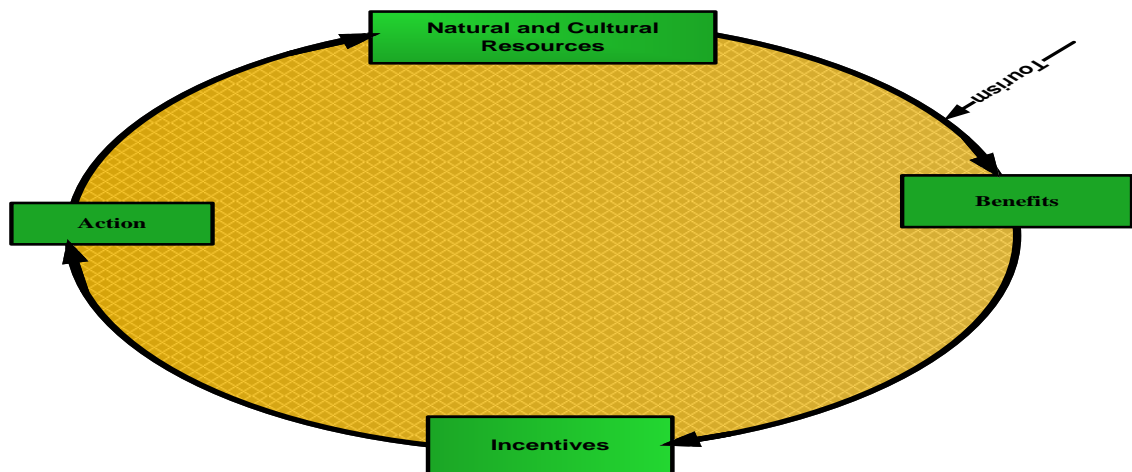 Natural and Cultural
Resources
Tourism
Benefits
Action
Incentives